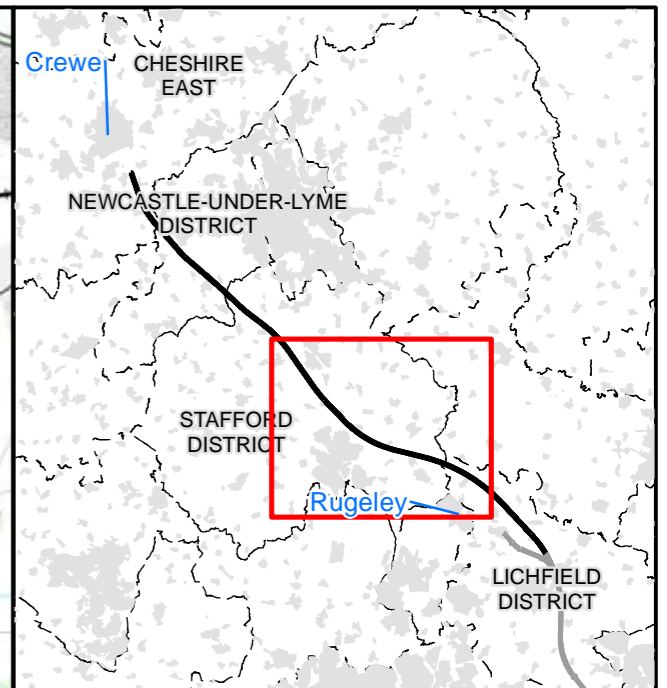 Crewe
CHESHIRE
EAST
NEWCASTLE-UNDER-LYME
DISTRICT
STAFFORD
DISTRICT
Rugeley
LICHFIELD
DISTRICT